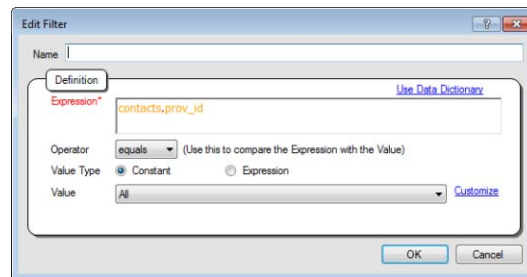 Edit Filter
Name
Definition
Use Data Dictionary
Expression*
contacts.prov_id
Operator equals (Use this to compare the Expression with the Value)
Value Type Constant Expression
Value All Customize
OK Cancel